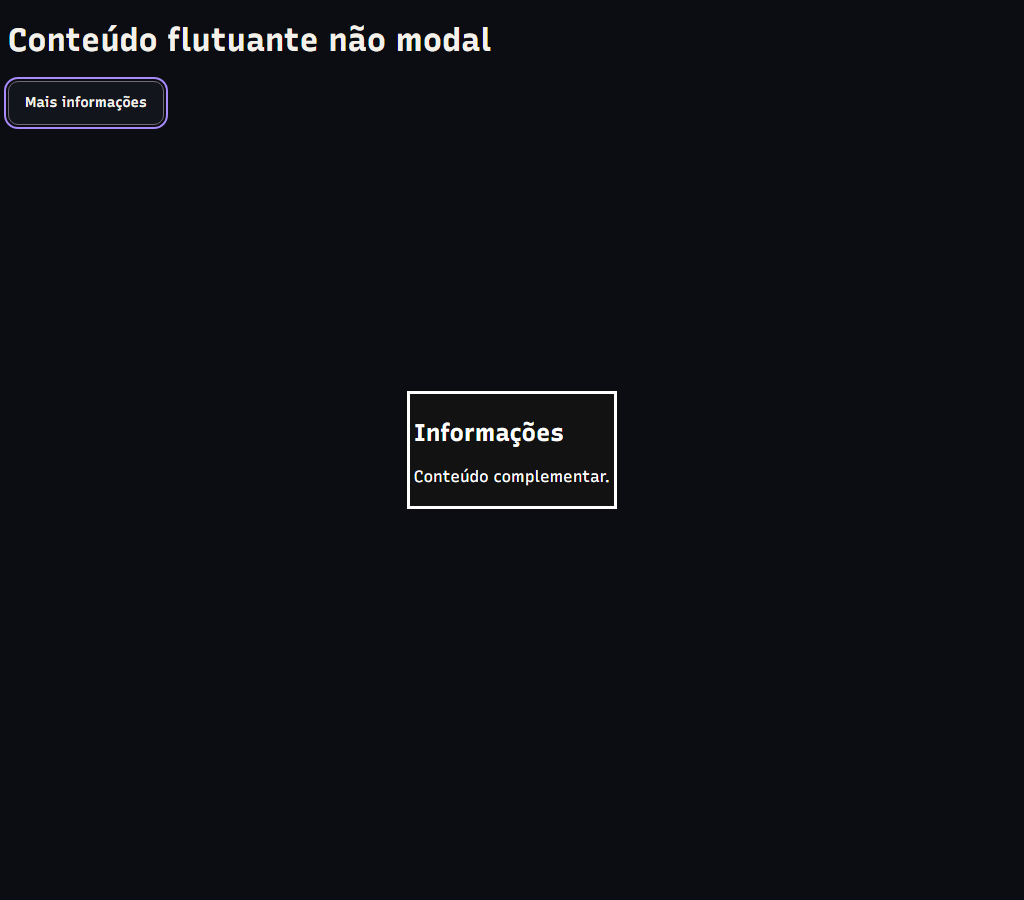 Conteúdo flutuante não modal
Mais informações
Informações
Conteúdo complementar.